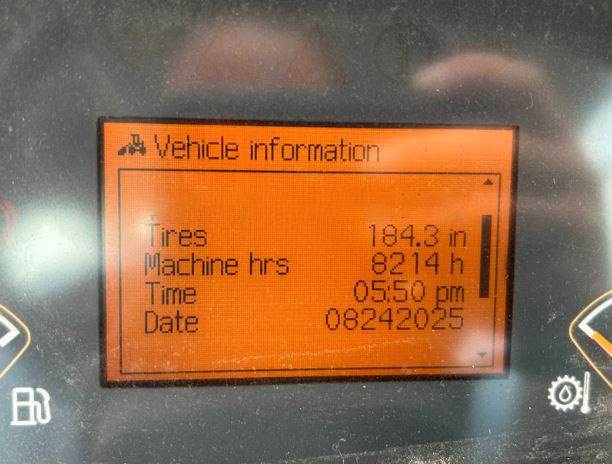 Vehicle information
Tires 184.3 in
Machine hrs 8214 h
Time 05:50 pm
Date 08242025